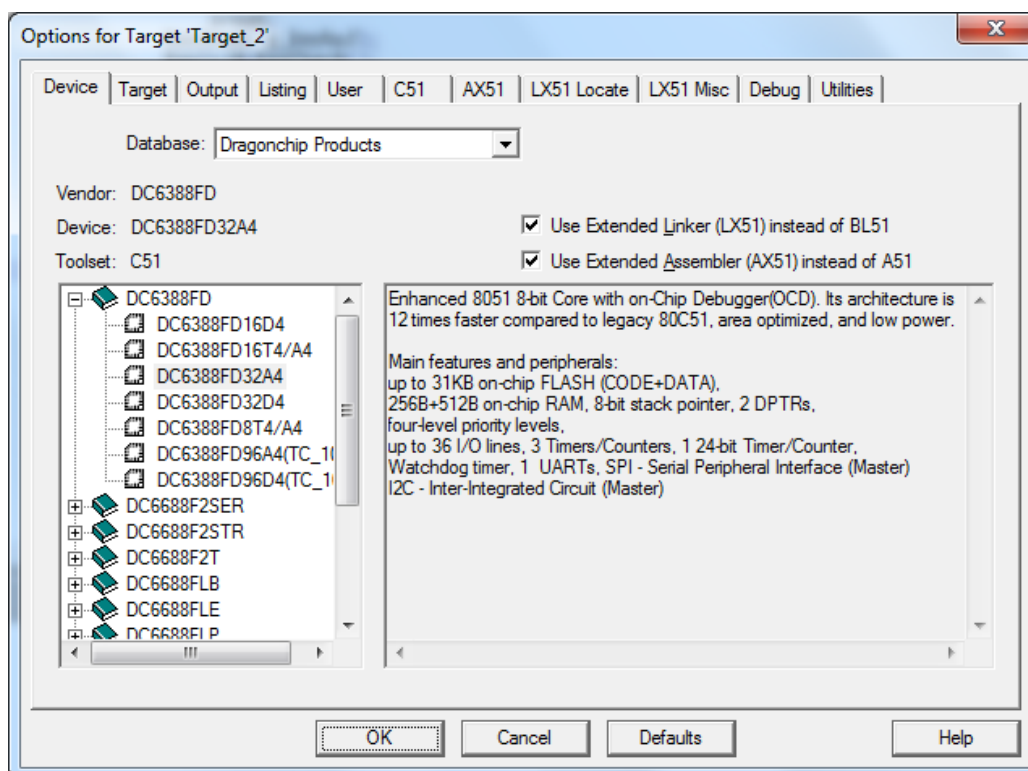 Options for Target 'Target_2'
Device Target Output Listing User C51 AX51 LX51 Locate LX51 Misc Debug Utilities
Database: Dragonchip Products
Vendor: DC6388FD
Device: DC6388FD32A4
Toolset: C51
Use Extended Linker (LX51) instead of BL51
Use Extended Assembler (AX51) instead of A51
DC6388FD
DC6388FD16D4
DC6388FD16T4/A4
DC6388FD32A4
DC6388FD32D4
DC6388FD8T4/A4
DC6388FD96A4(TC_10
DC6388FD96D4(TC_10
DC6688F2SER
DC6688F2STR
DC6688F2T
DC6688FLB
DC6688FLE
DC6688FLP
Enhanced 8051 8-bit Core with on-Chip Debugger(OCD). Its architecture is
12 times faster compared to legacy 80C51, area optimized, and low power.
Main features and peripherals:
up to 31KB on-chip FLASH (CODE+DATA),
256B+512B on-chip RAM, 8-bit stack pointer, 2 DPTRs,
four-level priority levels,
up to 36 I/O lines, 3 Timers/Counters, 1 24-bit Timer/Counter,
Watchdog timer, 1 UARTs, SPI - Serial Peripheral Interface (Master)
I2C - Inter-Integrated Circuit (Master)
OK Cancel Defaults Help